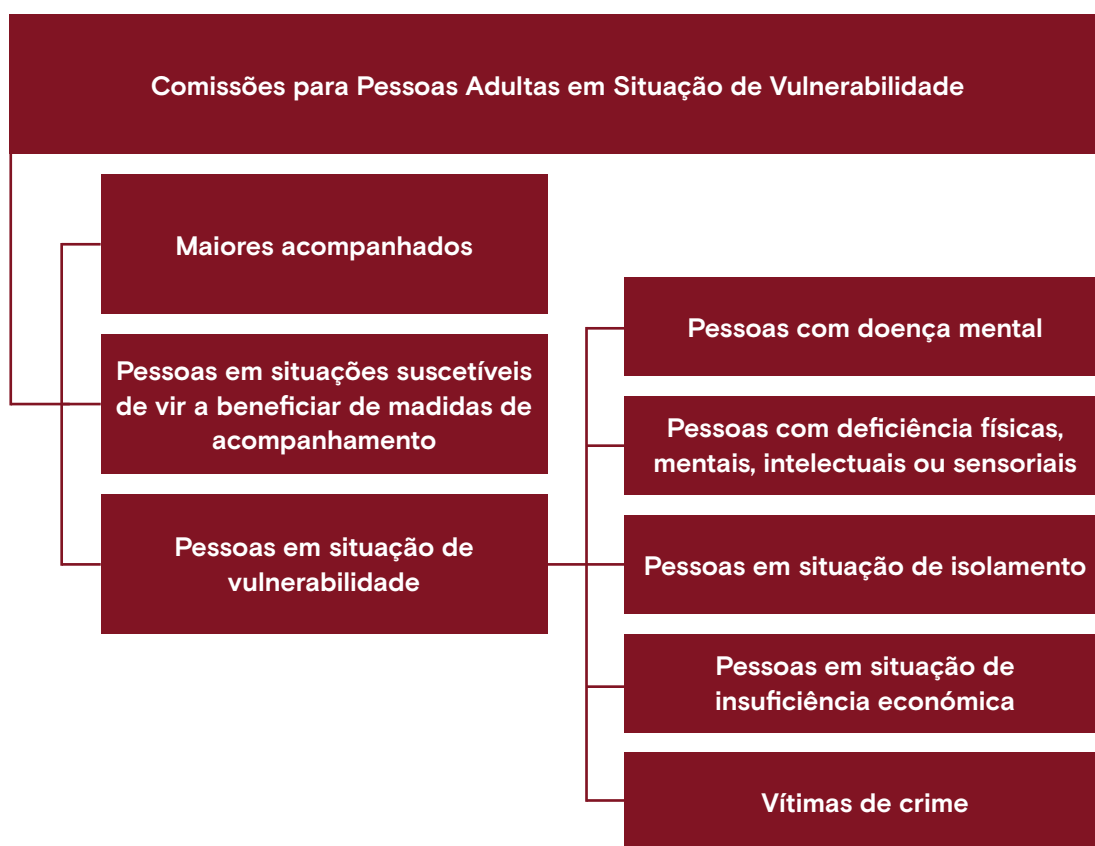 Comissões para Pessoas Adultas em Situação de Vulnerabilidade
Maiores acompanhados
Pessoas em situações suscetíveis
de vir a beneficiar de madidas de
acompanhamento
Pessoas em situação de
vulnerabilidade
Pessoas com doença mental
Pessoas com deficiência físicas,
mentais, intelectuais ou sensoriais
Pessoas em situação de isolamento
Pessoas em situação de
insuficiência económica
Vítimas de crime